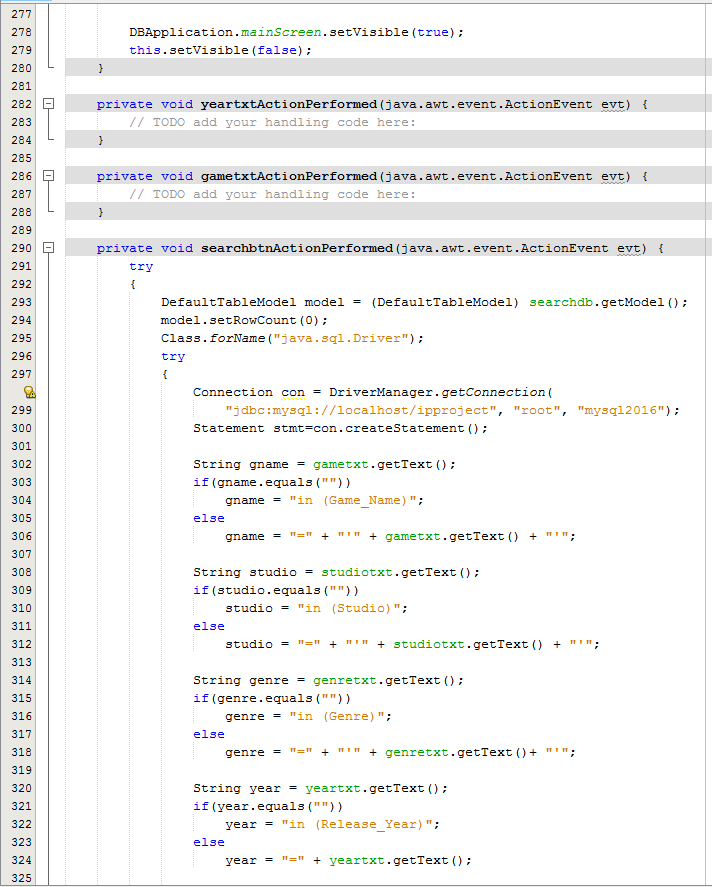 277
278 DBApplication.mainScreen.setVisible(true);
279 this.setVisible(false);
280 }
281
282 private void yeartxtActionPerformed(java.awt.event.ActionEvent evt) {
283 // TODO add your handling code here:
284 }
285
286 private void gametxtActionPerformed(java.awt.event.ActionEvent evt) {
287 // TODO add your handling code here:
288 }
289
290 private void searchbtnActionPerformed(java.awt.event.ActionEvent evt) {
291 try
292 {
293 DefaultTableModel model = (DefaultTableModel) searchdb.getModel();
294 model.setRowCount(0);
295 Class.forName("java.sql.Driver");
296 try
297 {
Connection con = DriverManager.getConnection(
299 "jdbc:mysql://localhost/ipproject", "root", "mysql2016");
300 Statement stmt=con.createStatement();
301
302 String gname = gametxt.getText();
303 if(gname.equals(""))
304 gname = "in (Game_Name)";
305 else
306 gname = "=" + "'" + gametxt.getText() + "'";
307
308 String studio = studiotxt.getText();
309 if(studio.equals(""))
310 studio = "in (Studio)";
311 else
312 studio = "=" + "'" + studiotxt.getText() + "'";
313
314 String genre = genretxt.getText();
315 if(genre.equals(""))
316 genre = "in (Genre)";
317 else
318 genre = "=" + "'" + genretxt.getText()+ "'";
319
320 String year = yeartxt.getText();
321 if(year.equals(""))
322 year = "in (Release_Year)";
323 else
324 year = "=" + yeartxt.getText();
325